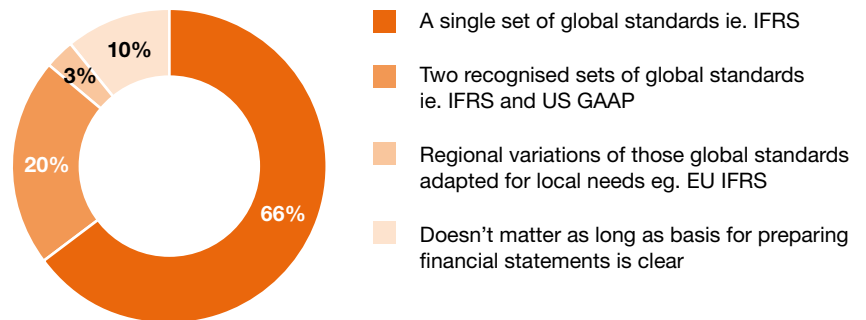 10%
3%
20%
66%
A single set of global standards ie. IFRS
Two recognised sets of global standards
ie. IFRS and US GAAP
Regional variations of those global standards
adapted for local needs eg. EU IFRS
Doesn’t matter as long as basis for preparing
financial statements is clear